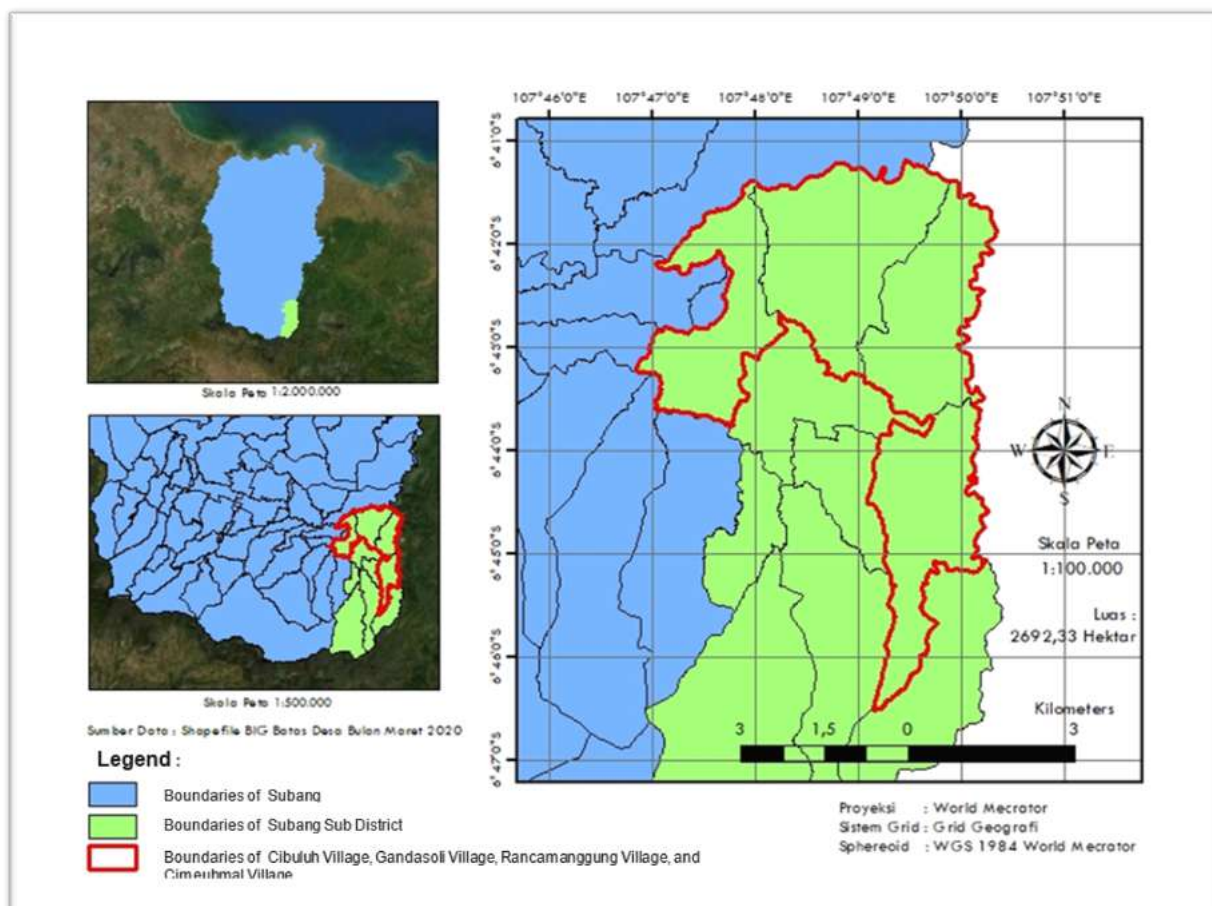 107°46'0"E 107°47'0"E 107°48'0"E 107°49'0"E 107°50'0"E 107°51'0"E
6°41'0"S
6°42'0"S
6°43'0"S
6°44'0"S
6°45'0"S
6°46'0"S
6°47'0"S
Skala Peta 1:2.000.000
Skala Peta 1:500.000
N
W E
S
Skala Peta
1:100.000
Luas :
2692,33 Hektar
Kilometers
3 1,5 0 3
Sumber Data : Shapefile BIG Batas Desa Bulan Maret 2020
Legend :
Boundaries of Subang
Boundaries of Subang Sub District
Boundaries of Cibuluh Village, Gandasoli Village, Rancamanggung Village, and
Cimeuhmal Village
Proyeksi : World Mecrator
Sistem Grid : Grid Geografi
Sphereoid : WGS 1984 World Mecrator